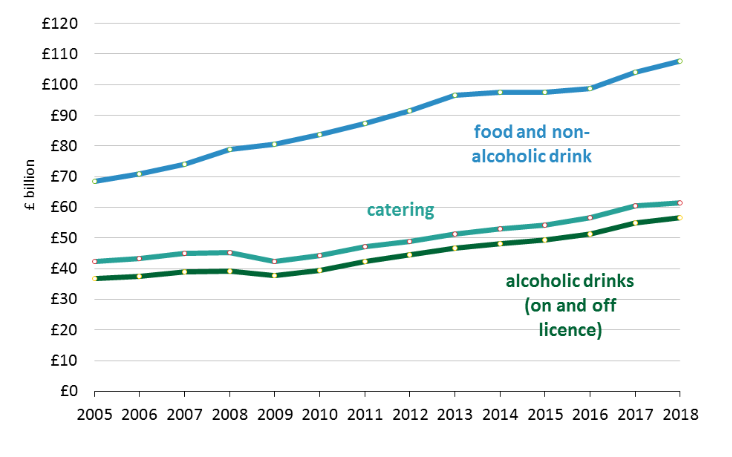 £120
£110
£100
£90
£80
£70
£60
£50
£40
£30
£20
£10
£0
£ billion
food and non-
alcoholic drink
catering
alcoholic drinks
(on and off
licence)
2005 2006 2007 2008 2009 2010 2011 2012 2013 2014 2015 2016 2017 2018